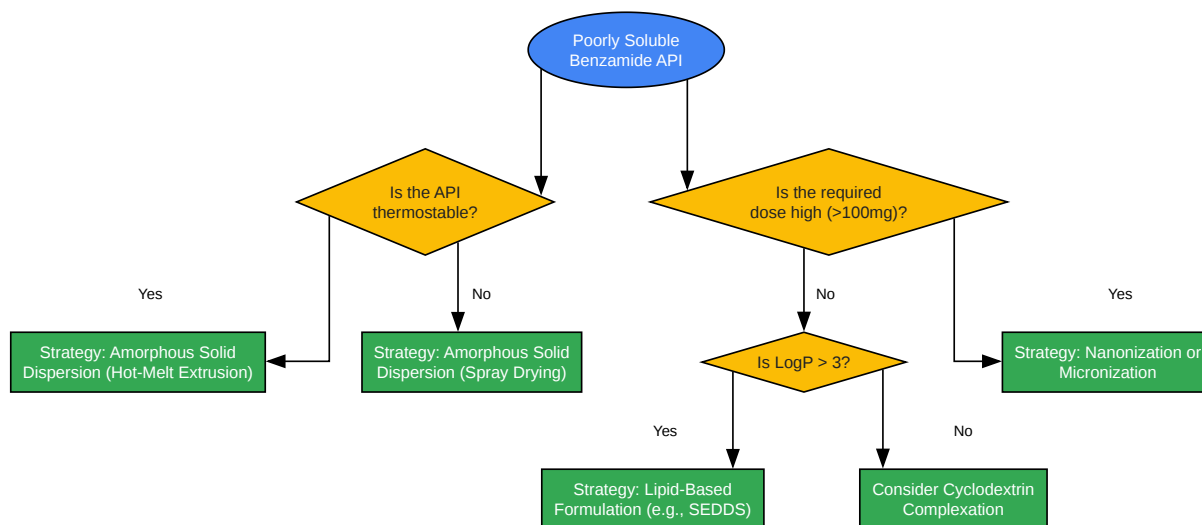 Poorly Soluble
Benzamide API
Is the API
thermostable?
Is the required
dose high (>100mg)?
Yes
No
No
Yes
Strategy: Amorphous Solid
Dispersion (Hot-Melt Extrusion)
Strategy: Amorphous Solid
Dispersion (Spray Drying)
Is LogP > 3?
Strategy: Nanonization or
Micronization
Yes
No
Strategy: Lipid-Based
Formulation (e.g., SEDDS)
Consider Cyclodextrin
Complexation